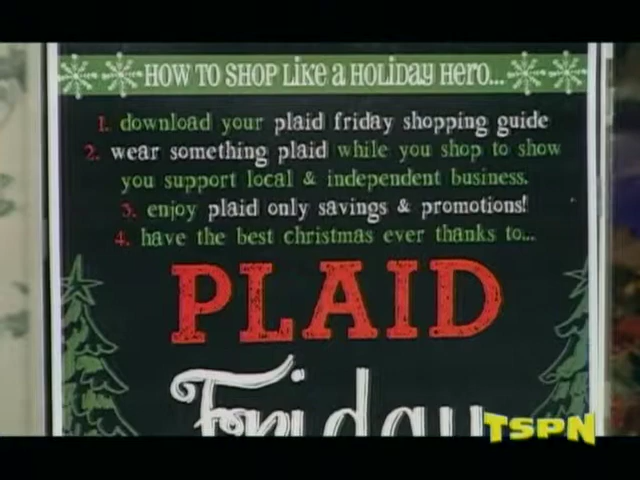 HOW TO SHOP Like a HOLiDay HeRO...
1. download your plaid friday shopping guide
2. wear something plaid while you shop to show
you support local & independent business.
3. enjoy plaid only savings & promotions!
4. have the best christmas ever thanks to...
PLAID
Friday
TSPN